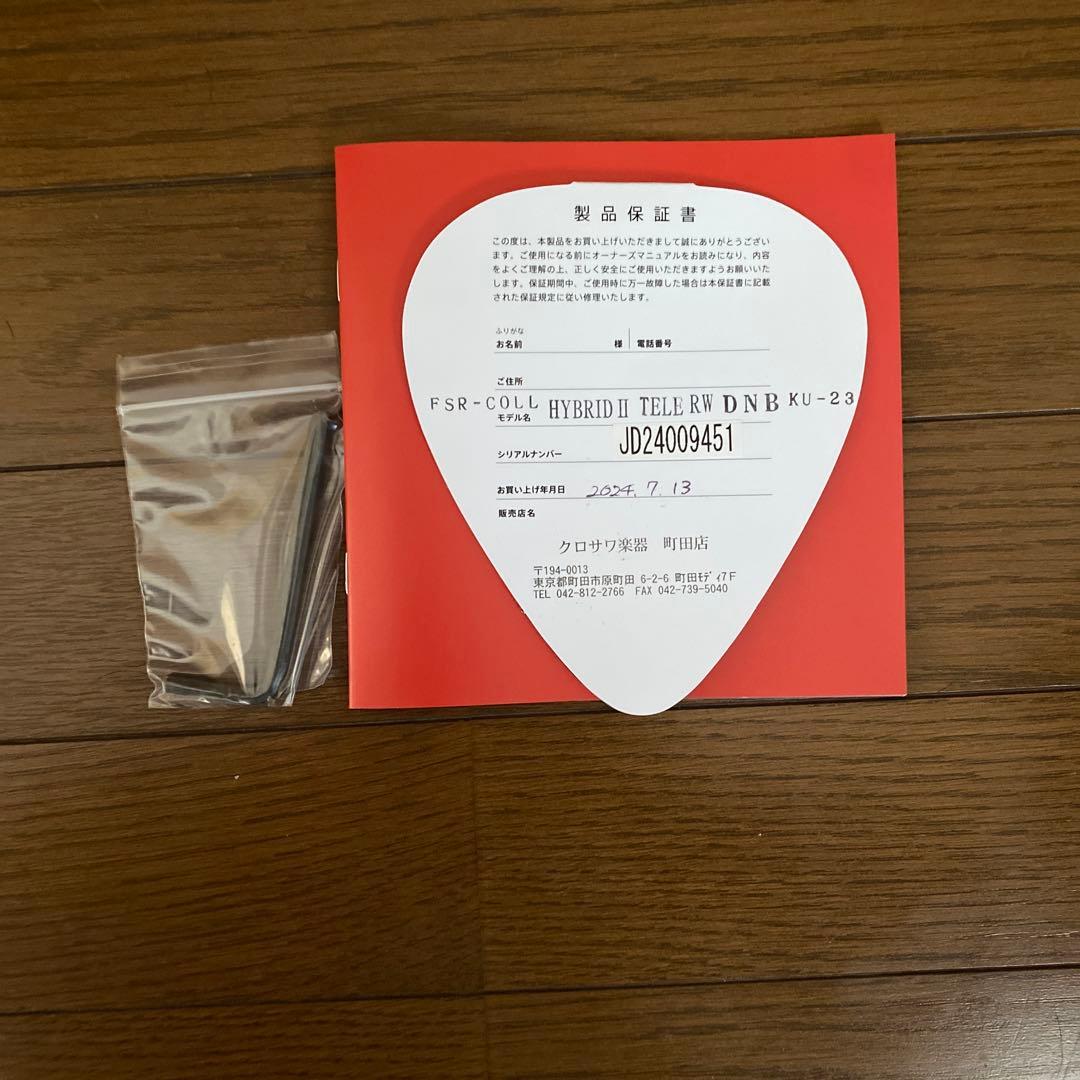 製品保証書
この度は、本製品をお買い上げいただきまして誠にありがとうござい
ます。ご使用になる前にオーナーズマニュアルをお読みになり、内容
をよくご理解の上、正しく安全にご使用いただきますようお願いいた
します。保証期間中、ご使用時に万一故障した場合は本保証書に記載
された保証規定に従い修理いたします。
ふりがな
お名前 様 電話番号
ご住所
FSR-COLL HYBRID II TELE RW DNB KU-23
モデル名
JD24009451
シリアルナンバー
お買い上げ年月日 2024.7.13
販売店名
クロサワ楽器 町田店
〒194-0013
東京都町田市原町田 6-2-6 町田ﾓﾃﾞｨ7F
TEL 042-812-2766 FAX 042-739-5040